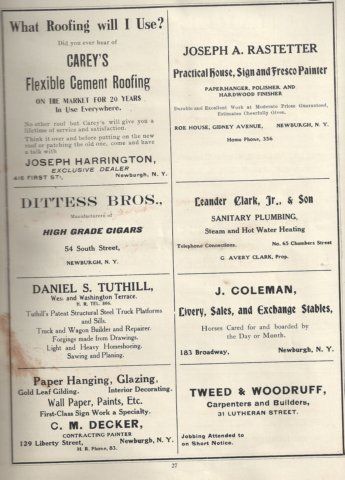 What Roofing will I Use?
Did you ever hear of
CAREY'S
Flexible Cement Roofing
ON THE MARKET FOR 20 YEARS
In Use Everywhere.
No other roof but Carey's will give you a
lifetime of service and satisfaction.
Think it over and before putting on the new
roof or patching the old one, come and have
a talk with
JOSEPH HARRINGTON,
EXCLUSIVE DEALER
416 FIRST ST., Newburgh, N. Y.
DITTESS BROS.,
Manufacturers of
HIGH GRADE CIGARS
54 South Street,
NEWBURGH, N. Y.
DANIEL S. TUTHILL,
Wes. and Washington Terrace.
H. R. TEL. 806.
Tuthill's Patent Structural Steel Truck Platforms
and Sills.
Truck and Wagon Builder and Repairer.
Forgings made from Drawings.
Light and Heavy Horseshoeing.
Sawing and Planing.
Paper Hanging, Glazing,
Gold Leaf Gilding. Interior Decorating.
Wall Paper, Paints, Etc.
First-Class Sign Work a Specialty.
C. M. DECKER,
CONTRACTING PAINTER
129 Liberty Street, Newburgh, N. Y.
H. R. Phone, 83.
JOSEPH A. RASTETTER
Practical House, Sign and Fresco Painter
PAPERHANGER, POLISHER, AND
HARDWOOD FINISHER
Durable and Excellent Work at Moderate Prices Guaranteed,
Estimates Cheerfully Given.
ROE HOUSE, GIDNEY AVENUE, NEWBURGH, N. Y.
Home Phone, 336
Leander Clark, Jr., & Son
SANITARY PLUMBING,
Steam and Hot Water Heating
Telephone Connections. No. 65 Chambers Street
G AVERY CLARK, Prop.
J. COLEMAN,
Livery, Sales, and Exchange Stables,
Horses Cared for and boarded by
the Day or Month.
183 Broadway, Newburgh, N. Y.
TWEED & WOODRUFF,
Carpenters and Builders,
31 LUTHERAN STREET.
Jobbing Attended to
on Short Notice.
27